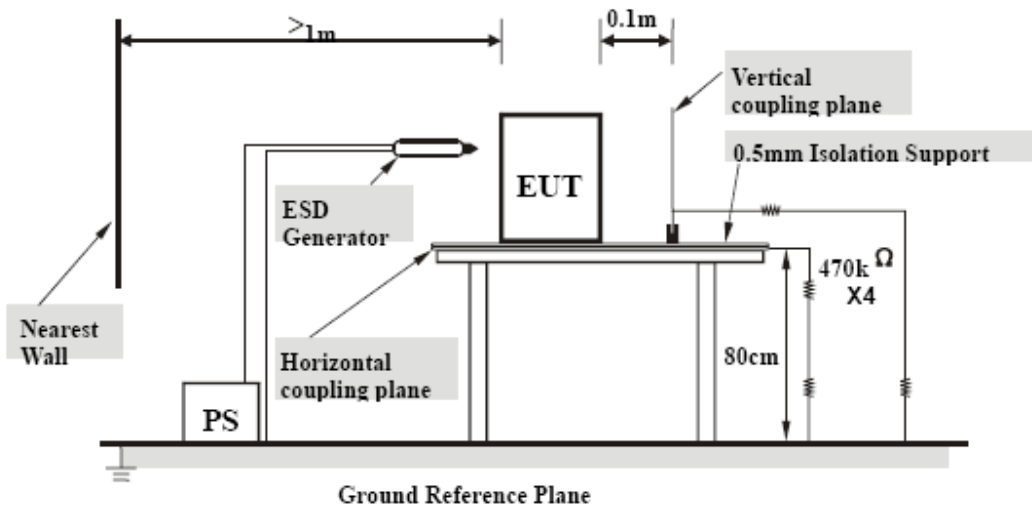 >1m
0.1m
Vertical
coupling plane
0.5mm Isolation Support
EUT
ESD
Generator
470k Ω
X4
Nearest
Wall
Horizontal
coupling plane
80cm
PS
Ground Reference Plane